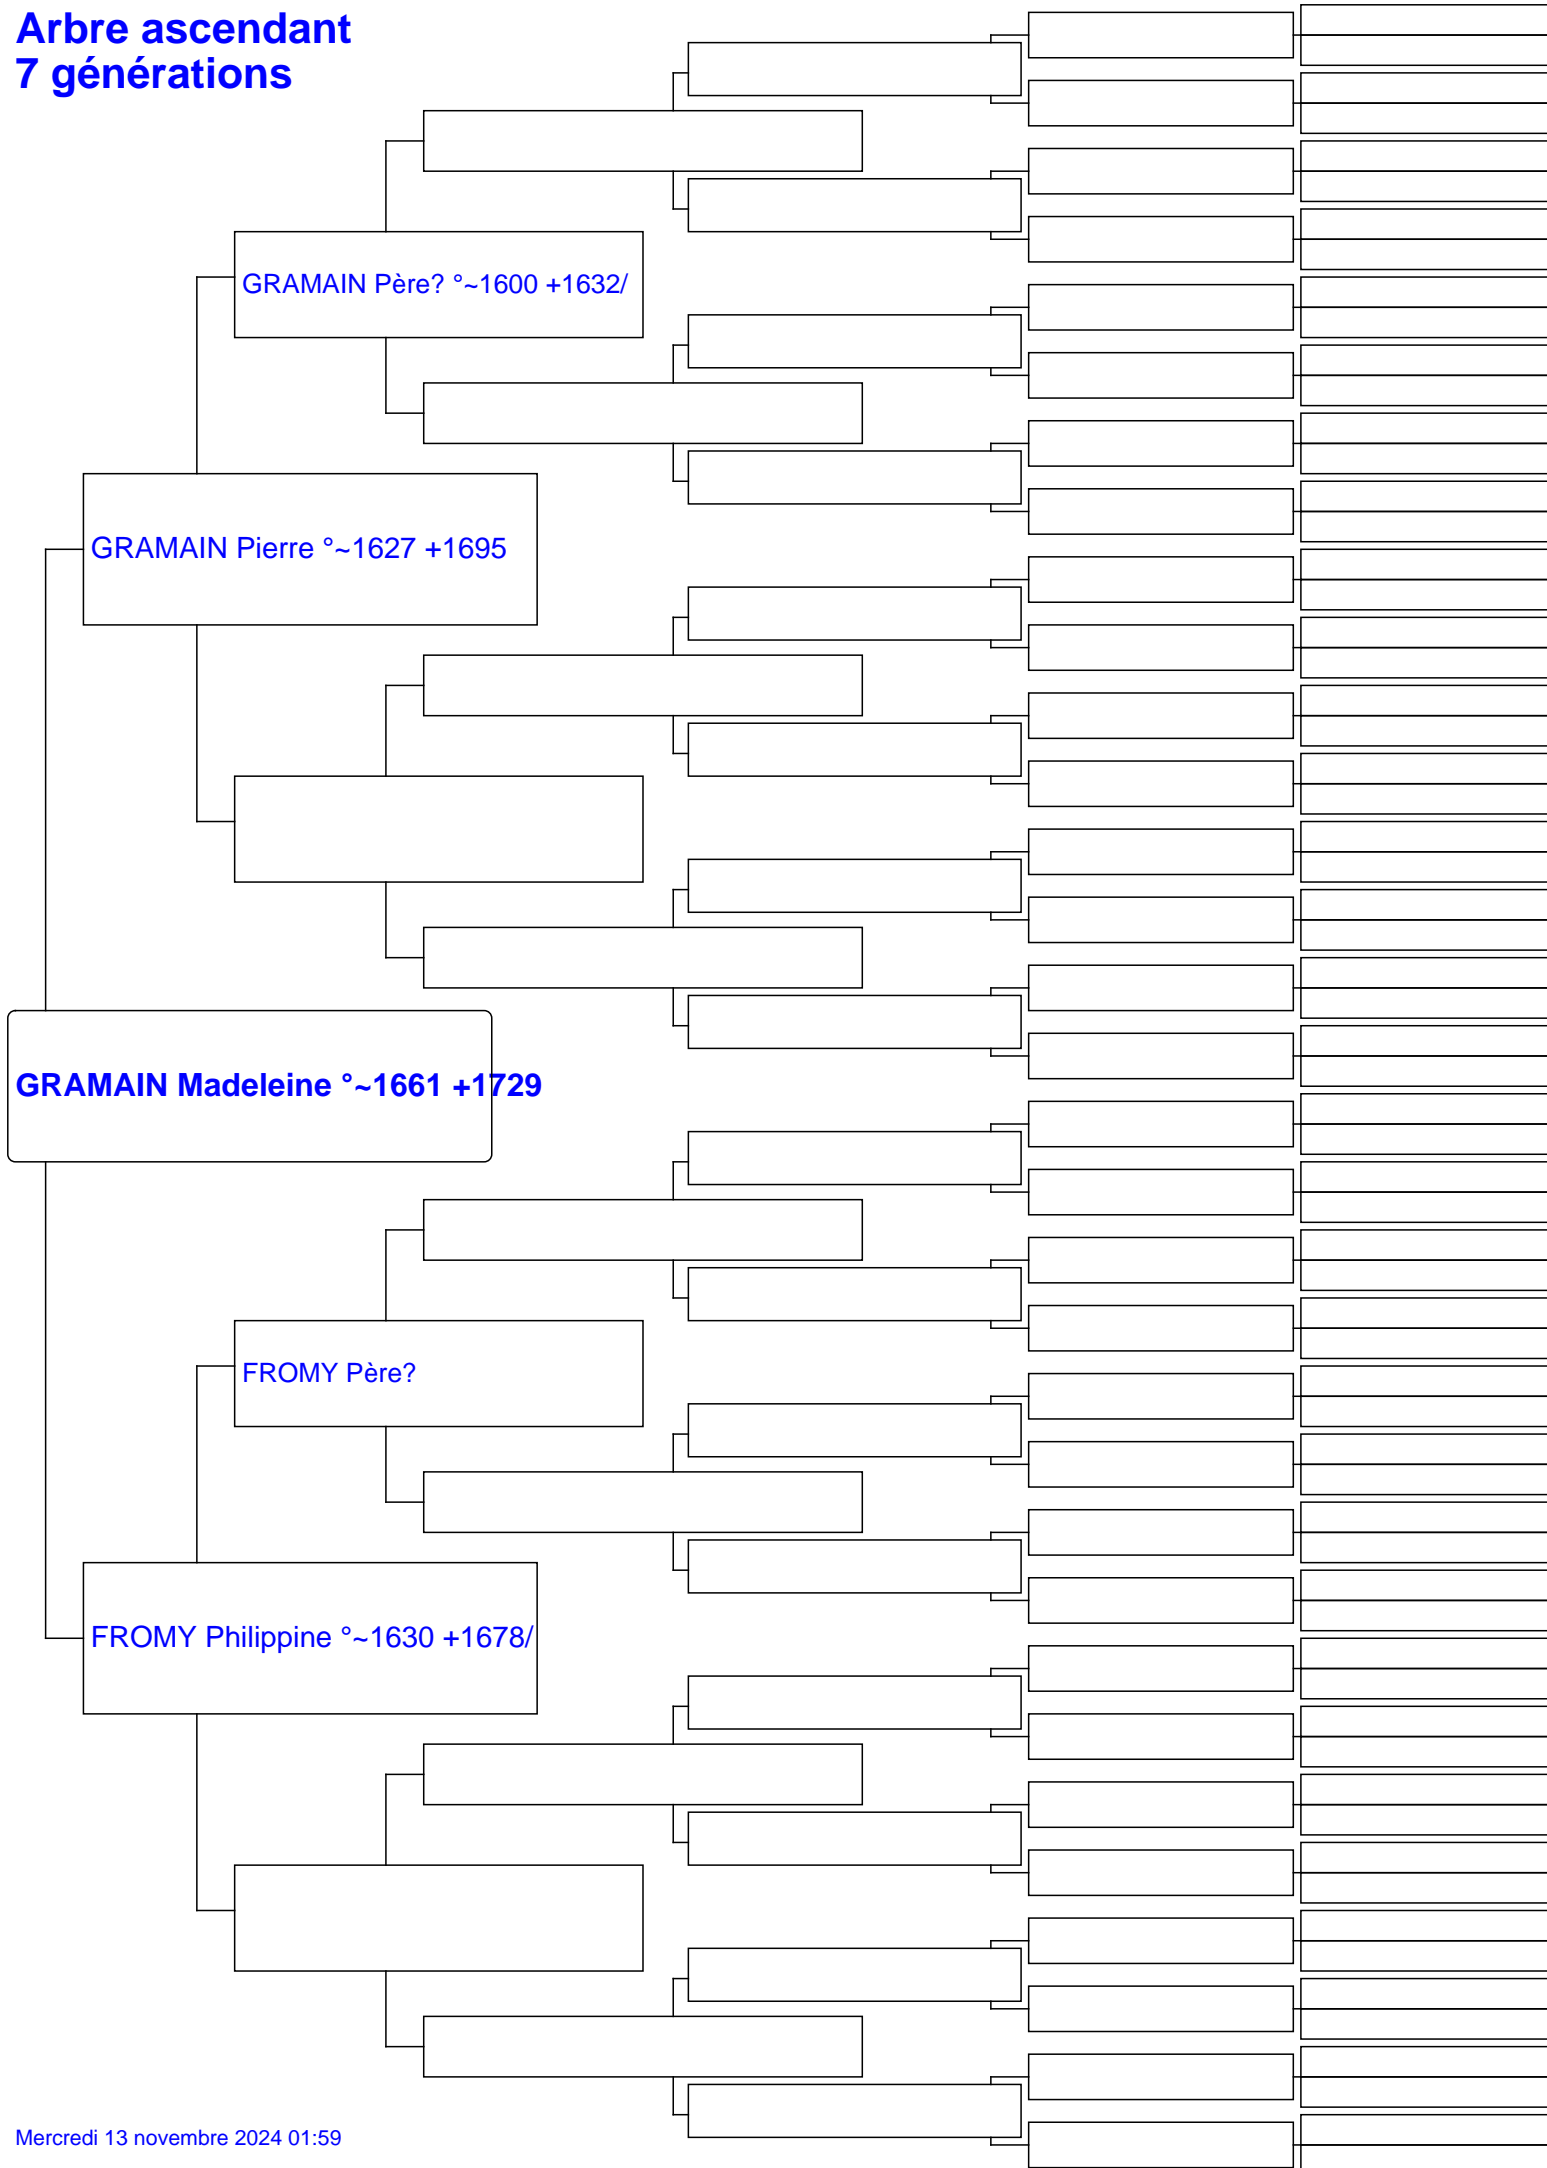 Arbre ascendant
7 générations
GRAMAIN Père? °~1600 +1632/
GRAMAIN Pierre °~1627 +1695
GRAMAIN Madeleine °~1661 +1729
FROMY Père?
FROMY Philippine °~1630 +1678/
Mercredi 13 novembre 2024 01:59